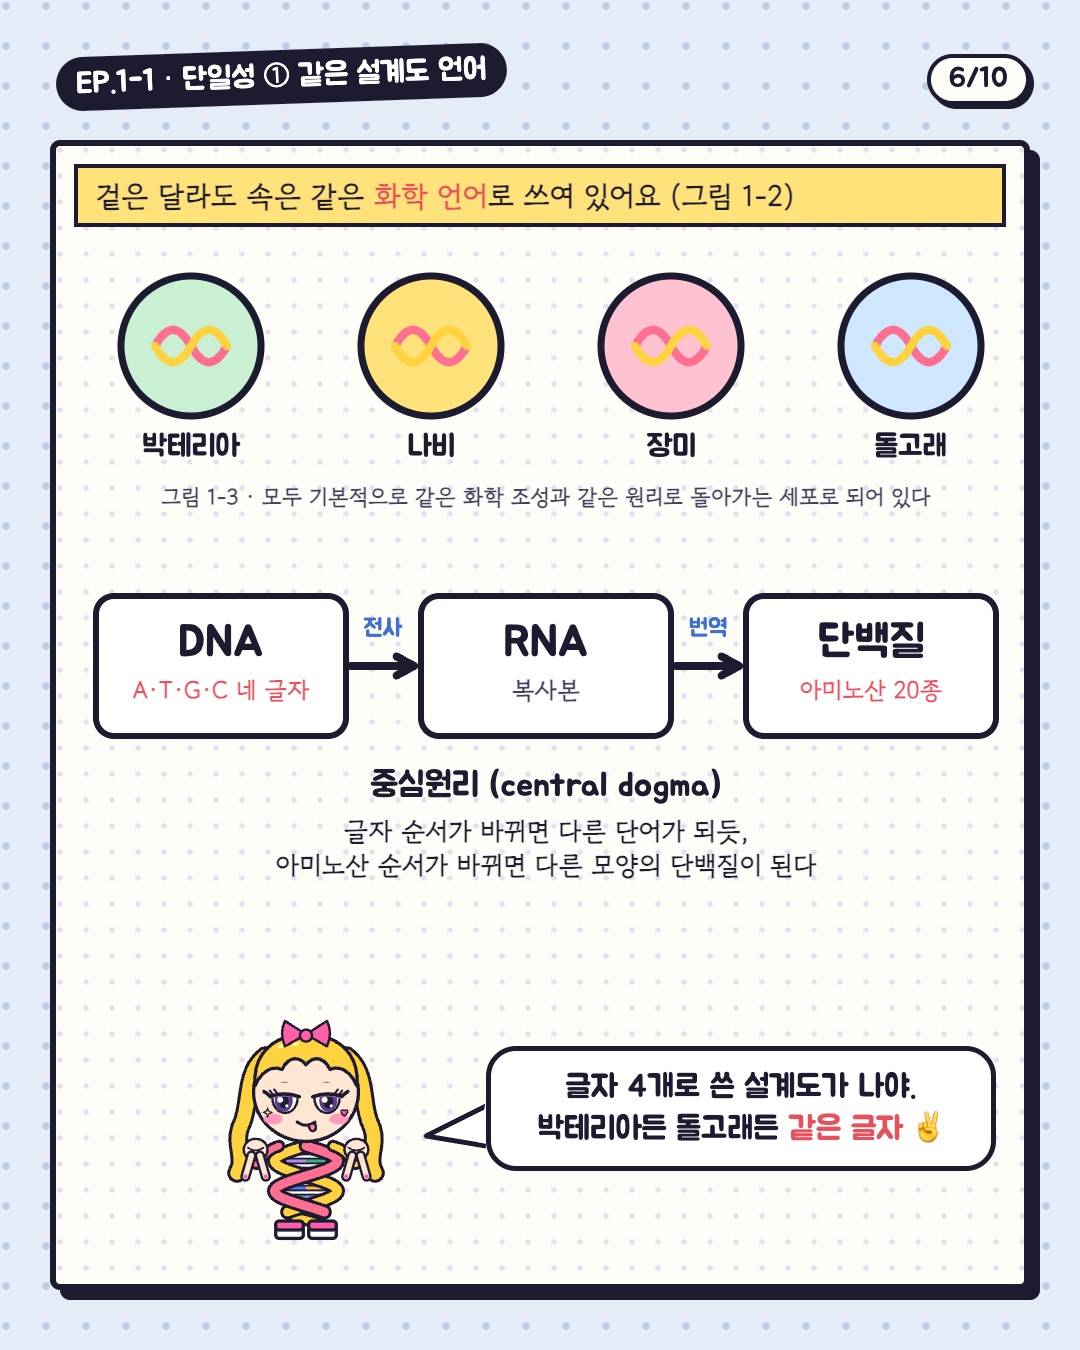 EP.1-1 · 단일성 ① 같은 설계도 언어
6/10
겉은 달라도 속은 같은 화학 언어로 쓰여 있어요 (그림 1-2)
박테리아
나비
장미
돌고래
그림 1-3 · 모두 기본적으로 같은 화학 조성과 같은 원리로 돌아가는 세포로 되어 있다
DNA
A·T·G·C 네 글자
전사
RNA
복사본
번역
단백질
아미노산 20종
중심원리 (central dogma)
글자 순서가 바뀌면 다른 단어가 되듯,
아미노산 순서가 바뀌면 다른 모양의 단백질이 된다
글자 4개로 쓴 설계도가 나야.
박테리아든 돌고래든 같은 글자 ✌️